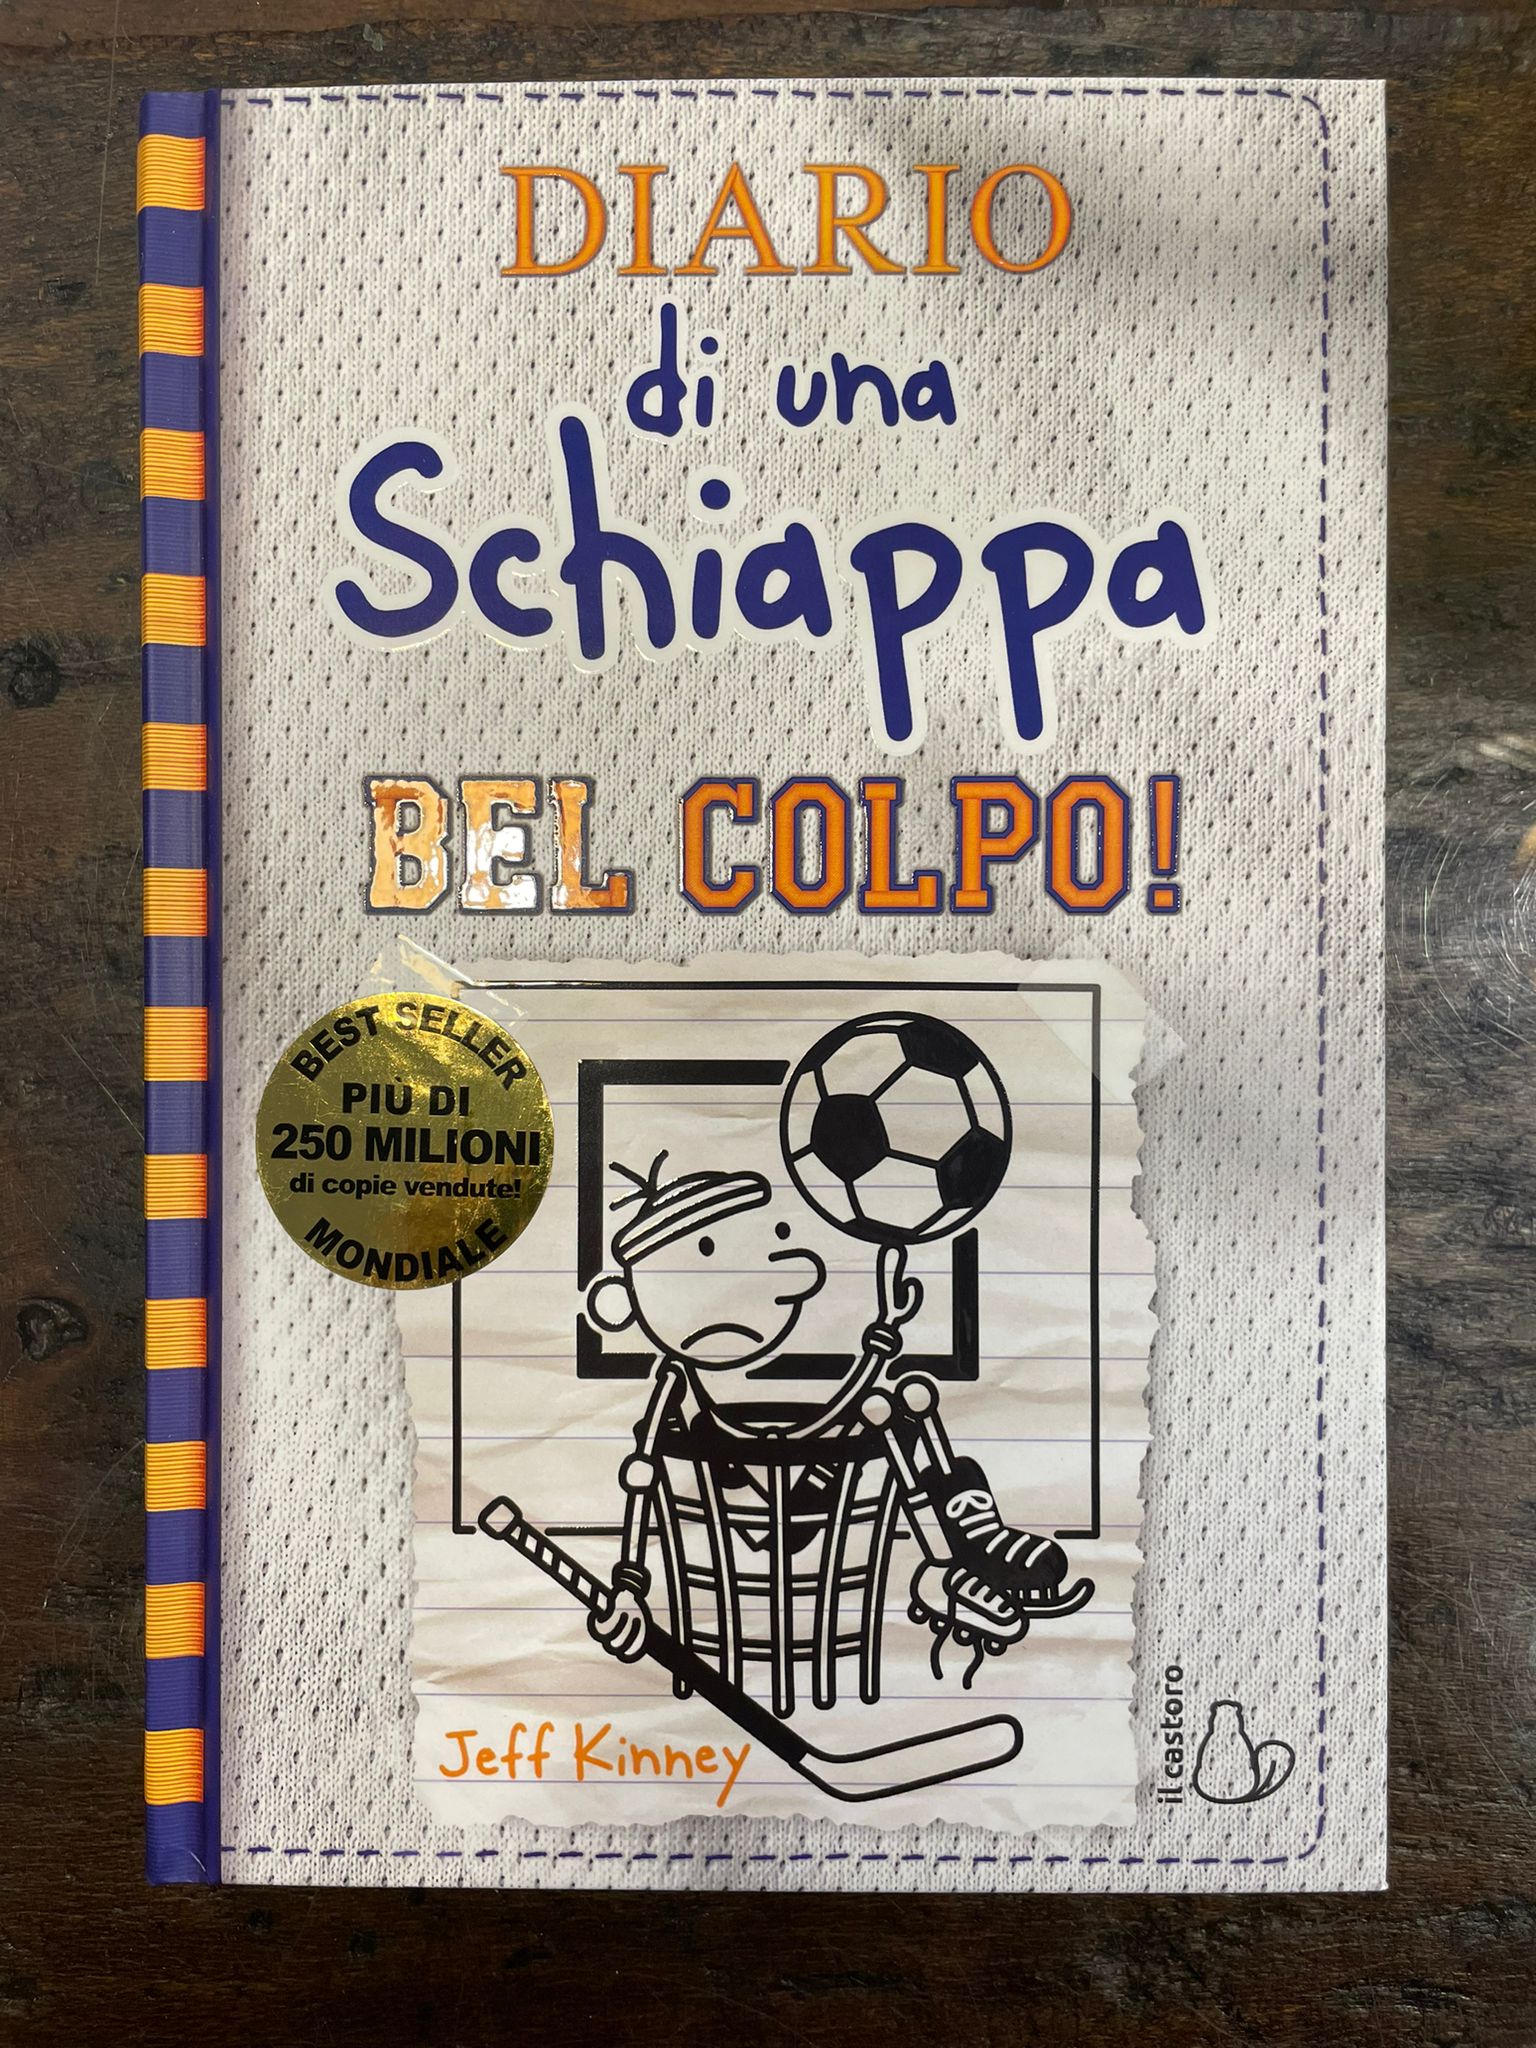 DIARIO
di una
Schiappa
BEL COLPO!
BEST SELLER
PIÙ DI
250 MILIONI
di copie vendute!
MONDIALE
Jeff Kinney
il castoro